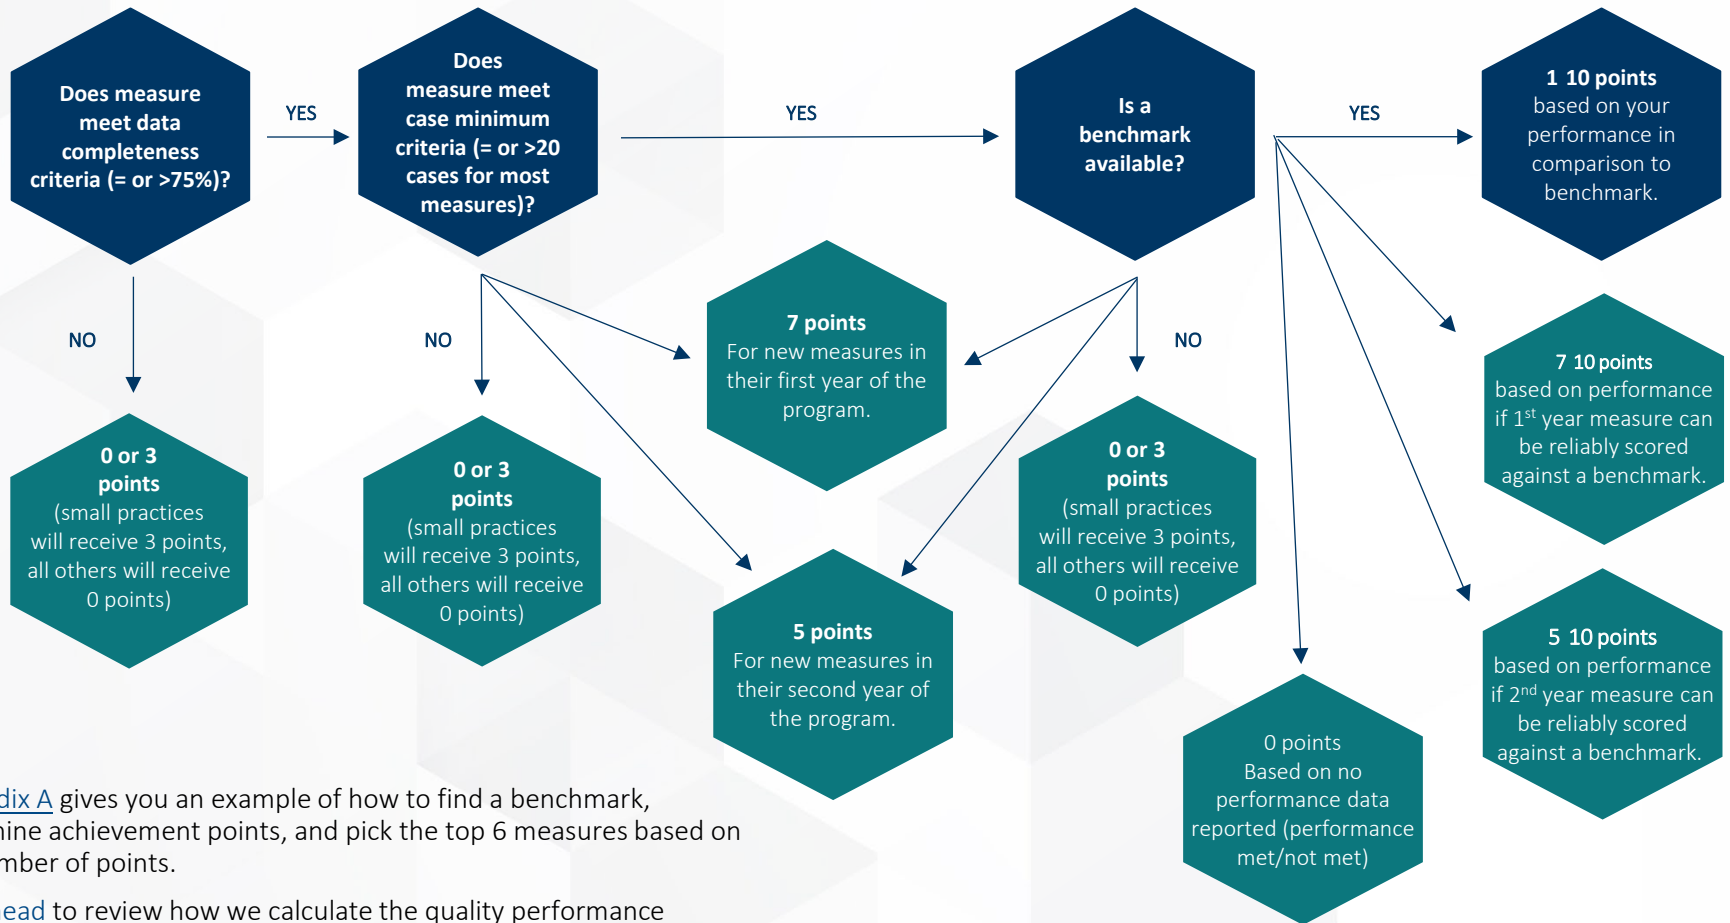 Does measure
meet data
completeness
criteria (= or >75%)?
YES
Does
measure meet
case minimum
criteria (= or >20
cases for most
measures)?
YES
Is a
benchmark
available?
YES
1 10 points
based on your
performance in
comparison to
benchmark.
NO
NO
7 points
For new measures in
their first year of the
program.
NO
7 10 points
based on performance
if 1st year measure can
be reliably scored
against a benchmark.
0 or 3
points
(small practices
will receive 3 points,
all others will receive
0 points)
0 or 3
points
(small practices
will receive 3 points,
all others will receive
0 points)
0 or 3
points
(small practices
will receive 3 points,
all others will receive
0 points)
5 points
For new measures in
their second year of
the program.
5 10 points
based on performance
if 2nd year measure can
be reliably scored
against a benchmark.
0 points
Based on no
performance data
reported (performance
met/not met)
dix A gives you an example of how to find a benchmark,
nine achievement points, and pick the top 6 measures based on
mber of points.
head to review how we calculate the quality performance